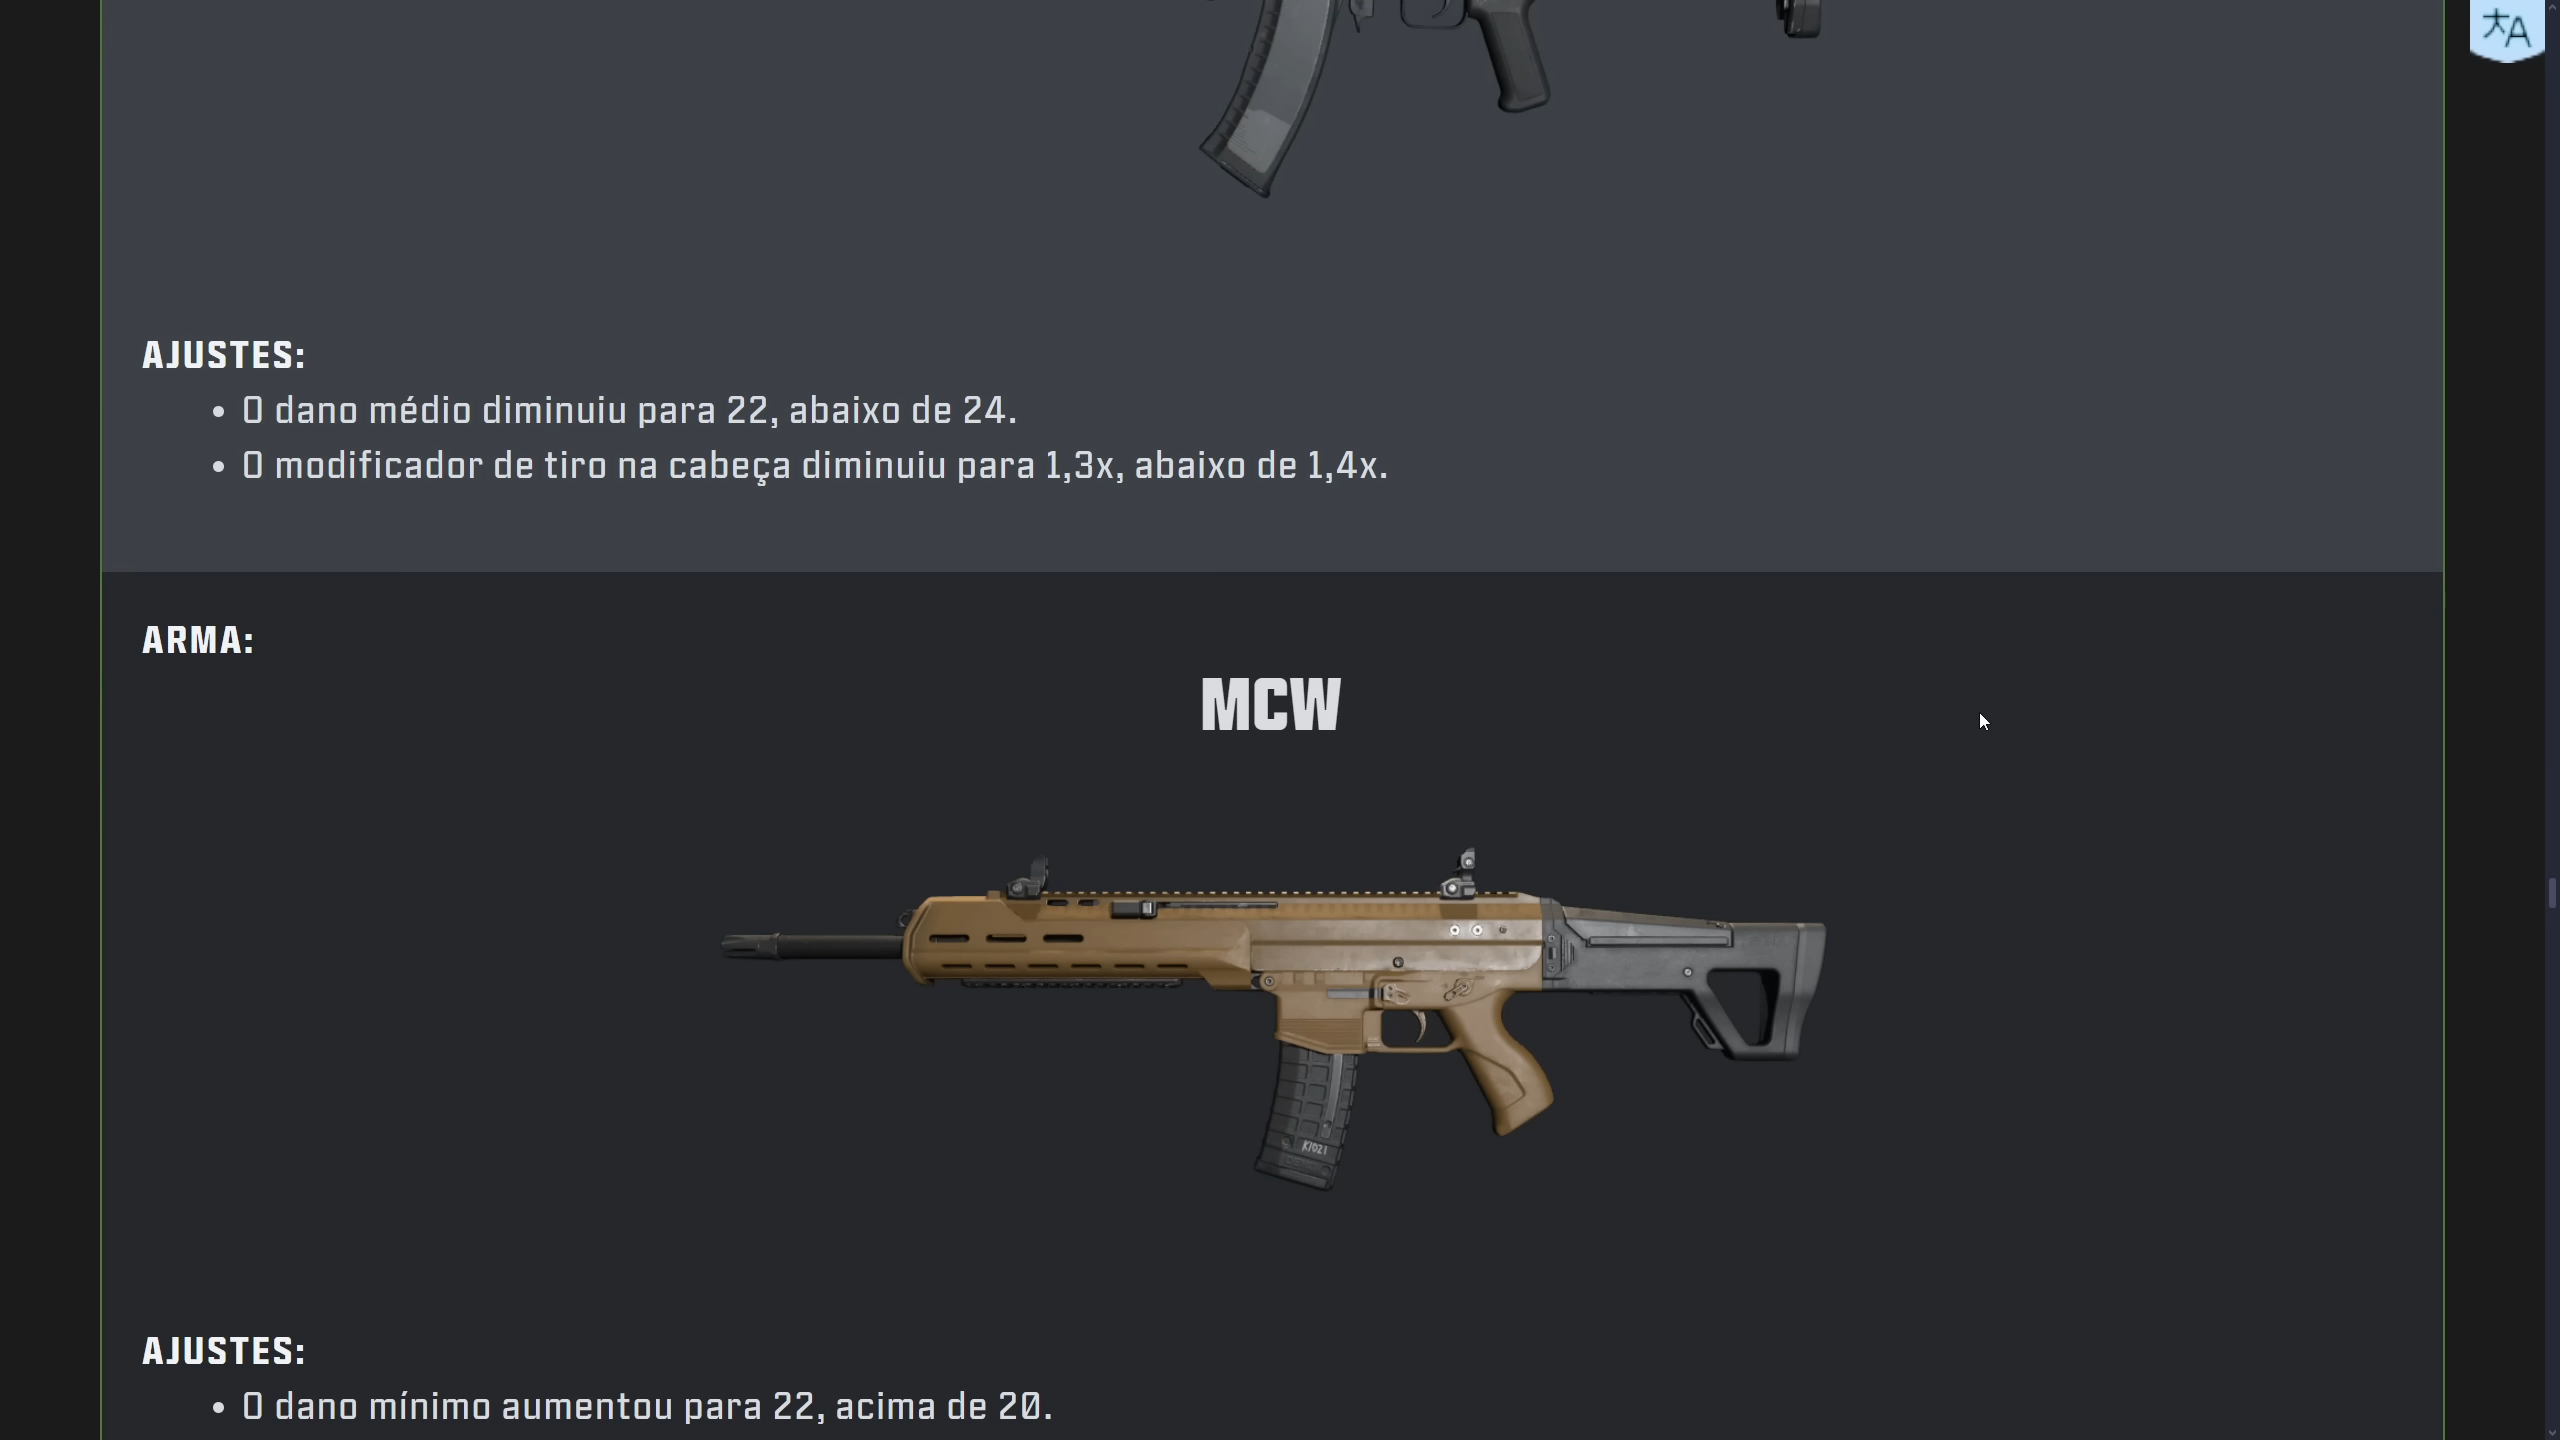 AJUSTES:
• O dano médio diminuiu para 22, abaixo de 24.
• O modificador de tiro na cabeça diminuiu para 1,3x, abaixo de 1,4x.
ARMA:
MCW
K1021
AJUSTES:
• O dano mínimo aumentou para 22, acima de 20.